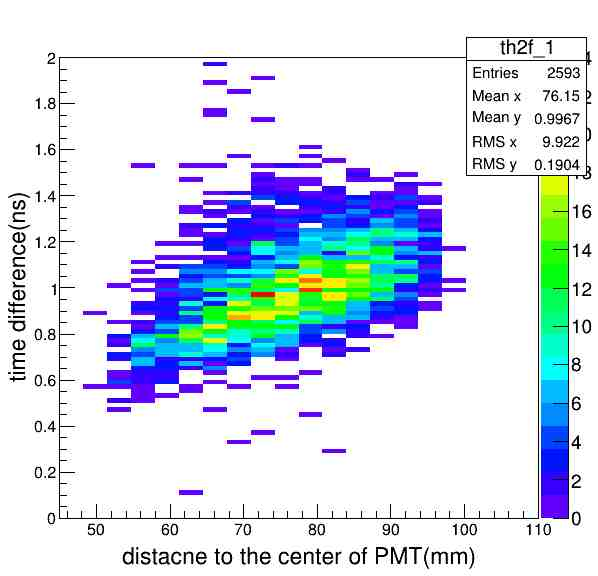 th2f_1
Entries 2593
Mean x 76.15
Mean y 0.9967
RMS x 9.922
RMS y 0.1904
2
1.8
1.6
1.4
1.2
1
0.8
0.6
0.4
0.2
0
time difference(ns)
50 60 70 80 90 100 110
distacne to the center of PMT(mm)
16
14
12
10
8
6
4
2
0